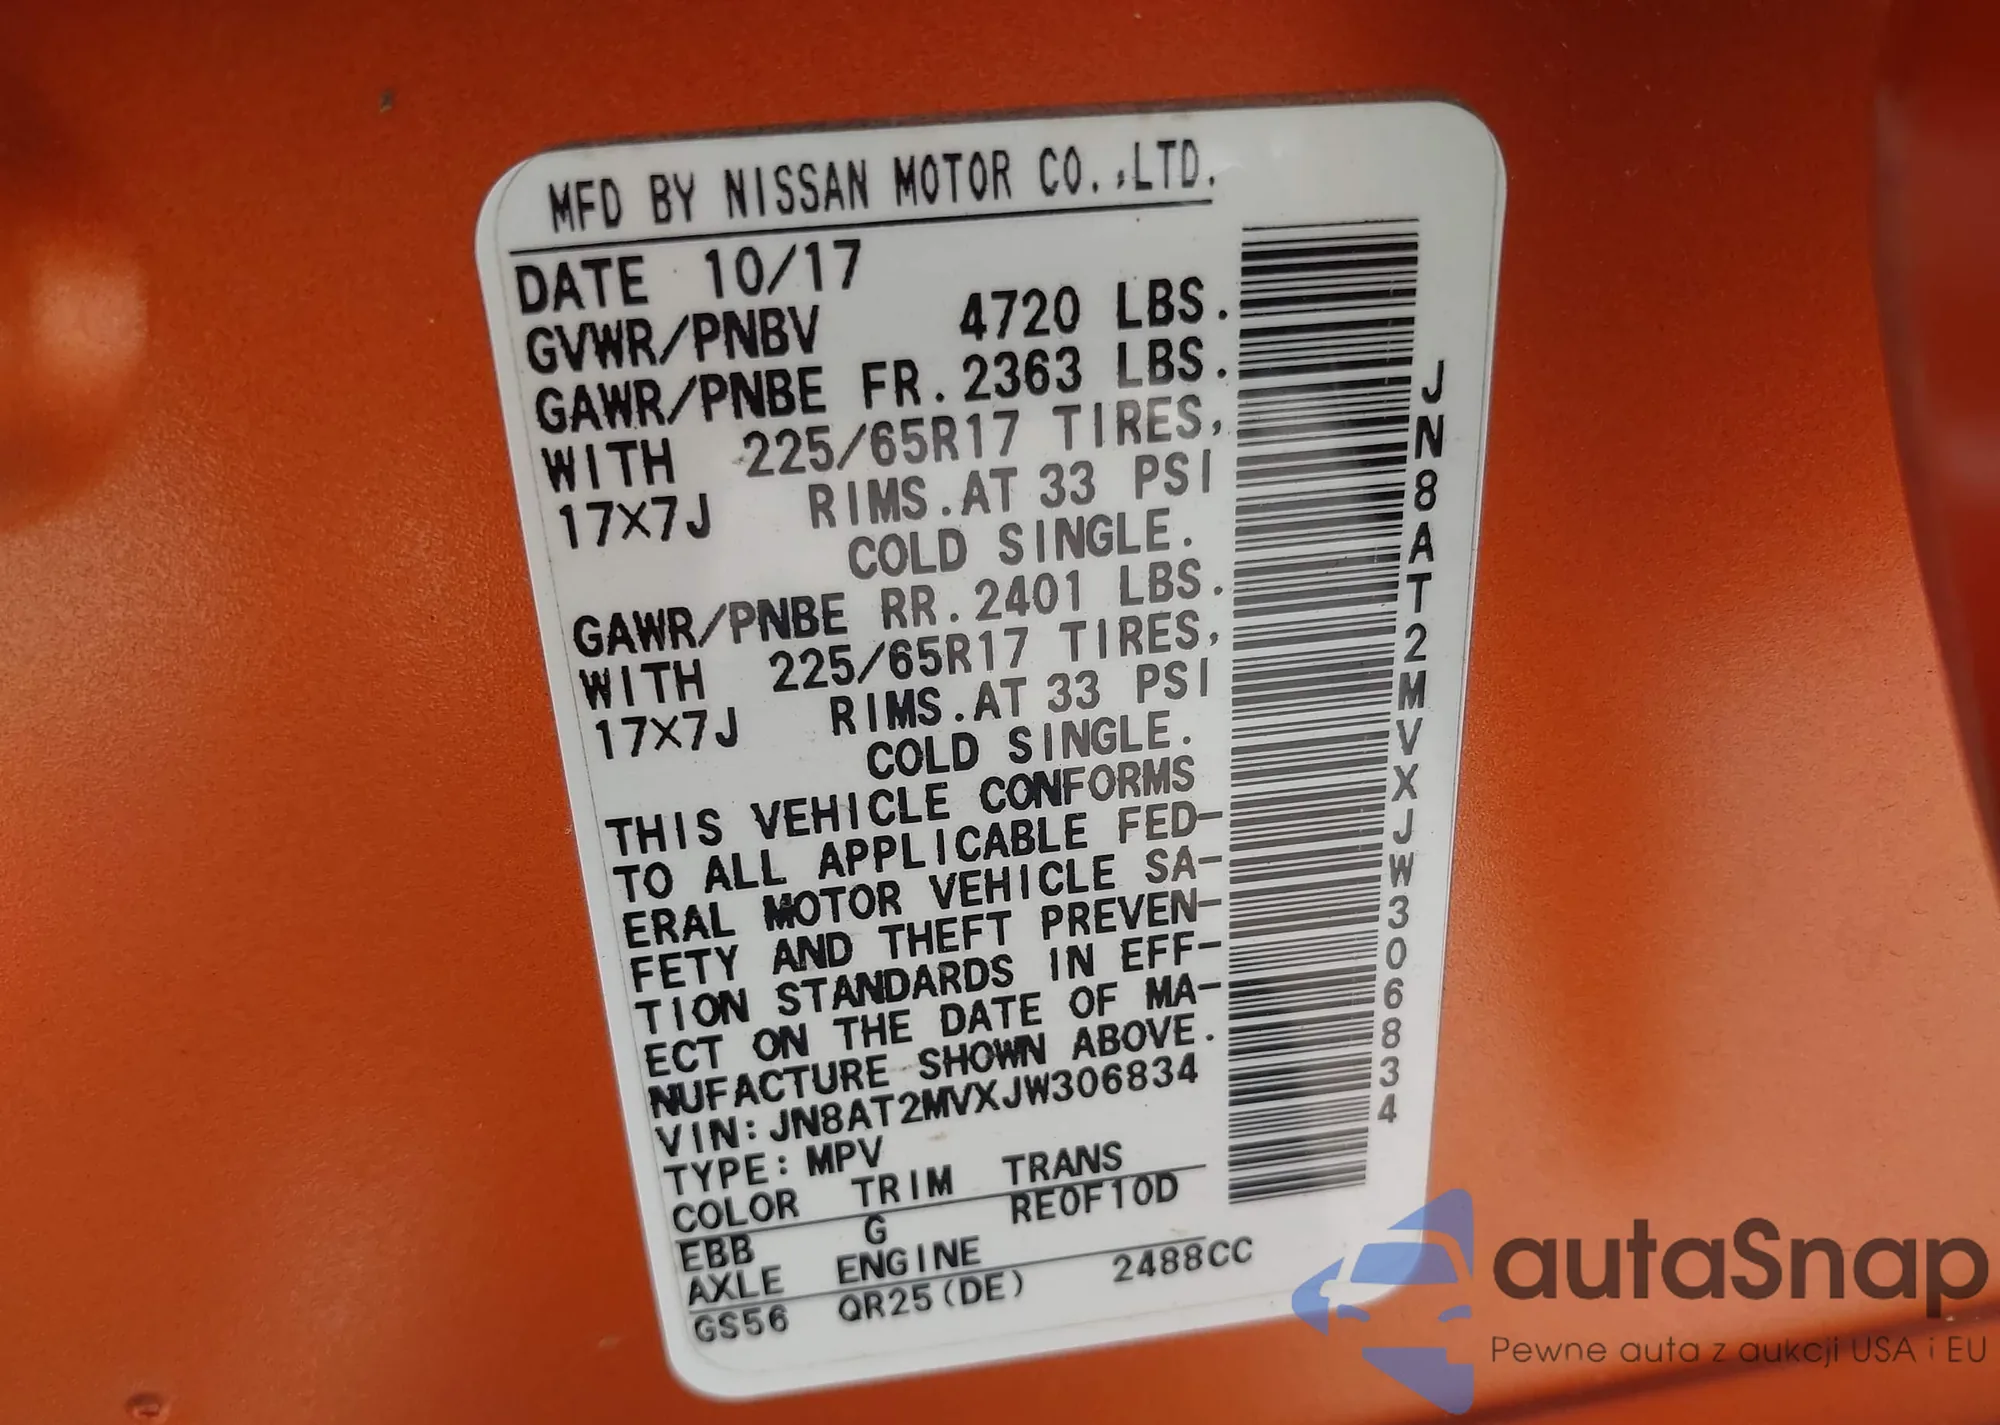 MFD BY NISSAN MOTOR CO.,LTD.
DATE 10/17
GVWR/PNBV 4720 LBS.
GAWR/PNBE FR.2363 LBS.
WITH 225/65R17 TIRES,
17X7J RIMS.AT 33 PSI
COLD SINGLE.
GAWR/PNBE RR.2401 LBS.
WITH 225/65R17 TIRES,
17X7J RIMS.AT 33 PSI
COLD SINGLE.
THIS VEHICLE CONFORMS
TO ALL APPLICABLE FED-
ERAL MOTOR VEHICLE SA-
FETY AND THEFT PREVEN-
TION STANDARDS IN EFF-
ECT ON THE DATE OF MA-
NUFACTURE SHOWN ABOVE.
VIN:JN8AT2MVXJW306834
TYPE:MPV
COLOR TRIM TRANS
EBB G RE0F10D
AXLE ENGINE
GS56 QR25(DE) 2488CC
JN8AT2MVXJW306834
autaSnap
Pewne auta z aukcji USA i EU